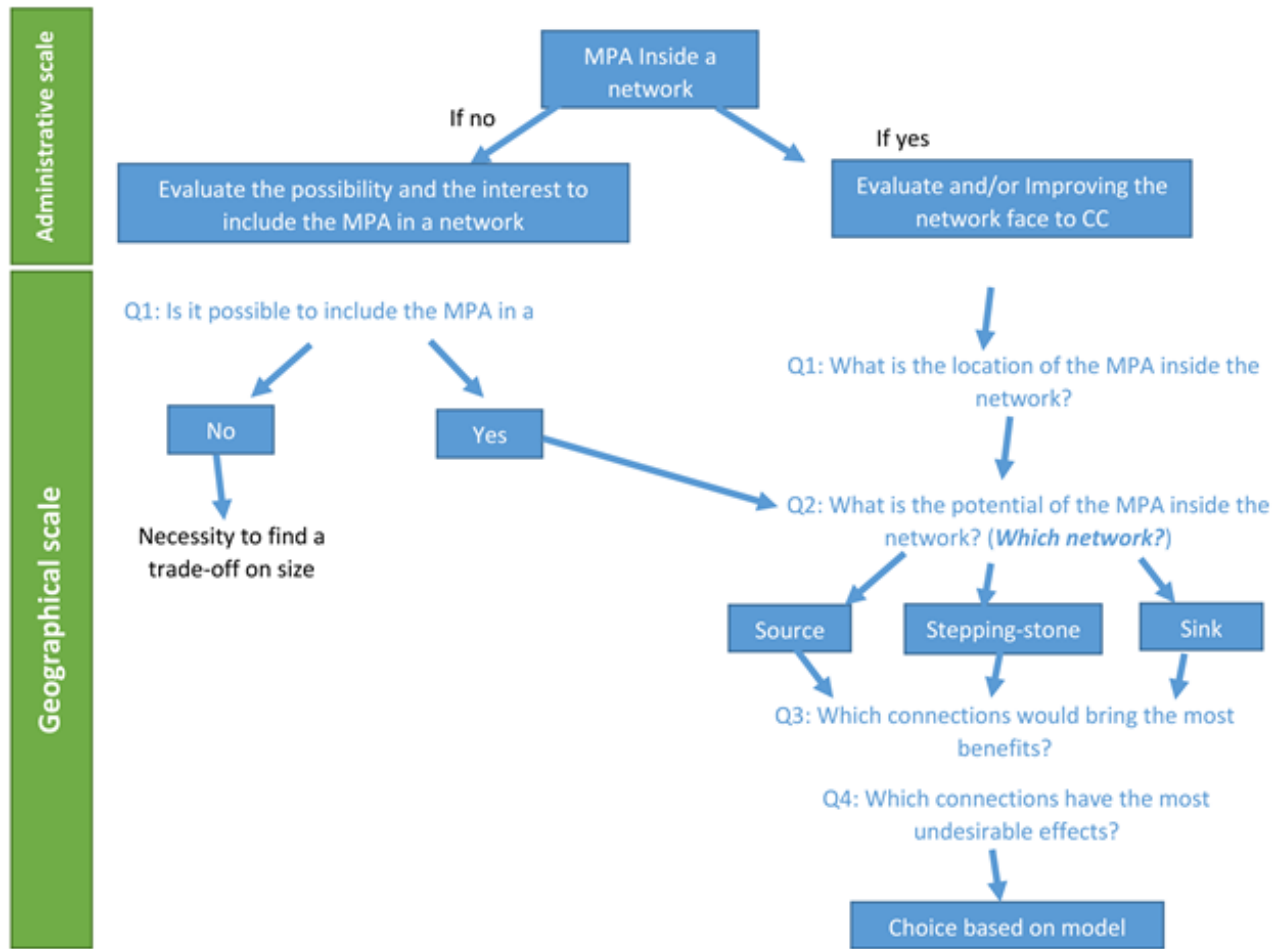 Administrative scale
MPA Inside a
network
If no
If yes
Evaluate the possibility and the interest to
include the MPA in a network
Evaluate and/or Improving the
network face to CC
Geographical scale
Q1: Is it possible to include the MPA in a
No
Yes
Necessity to find a
trade-off on size
Q1: What is the location of the MPA inside the
network?
Q2: What is the potential of the MPA inside the
network? (Which network?)
Source
Stepping-stone
Sink
Q3: Which connections would bring the most
benefits?
Q4: Which connections have the most
undesirable effects?
Choice based on model